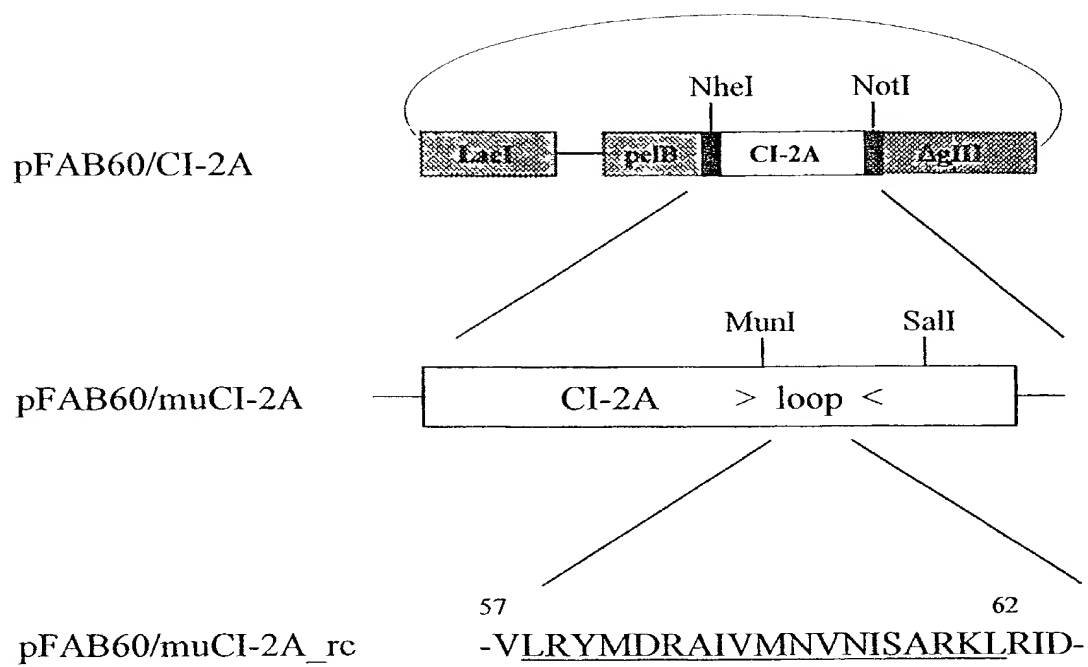 NheI NotI
pFAB60/CI-2A LacI pelB CI-2A ΔgIII
MunI SalI
pFAB60/muCI-2A CI-2A > loop <
57 62
pFAB60/muCI-2A_rc -VLRYMDRAIVMNVNISARKLRID-